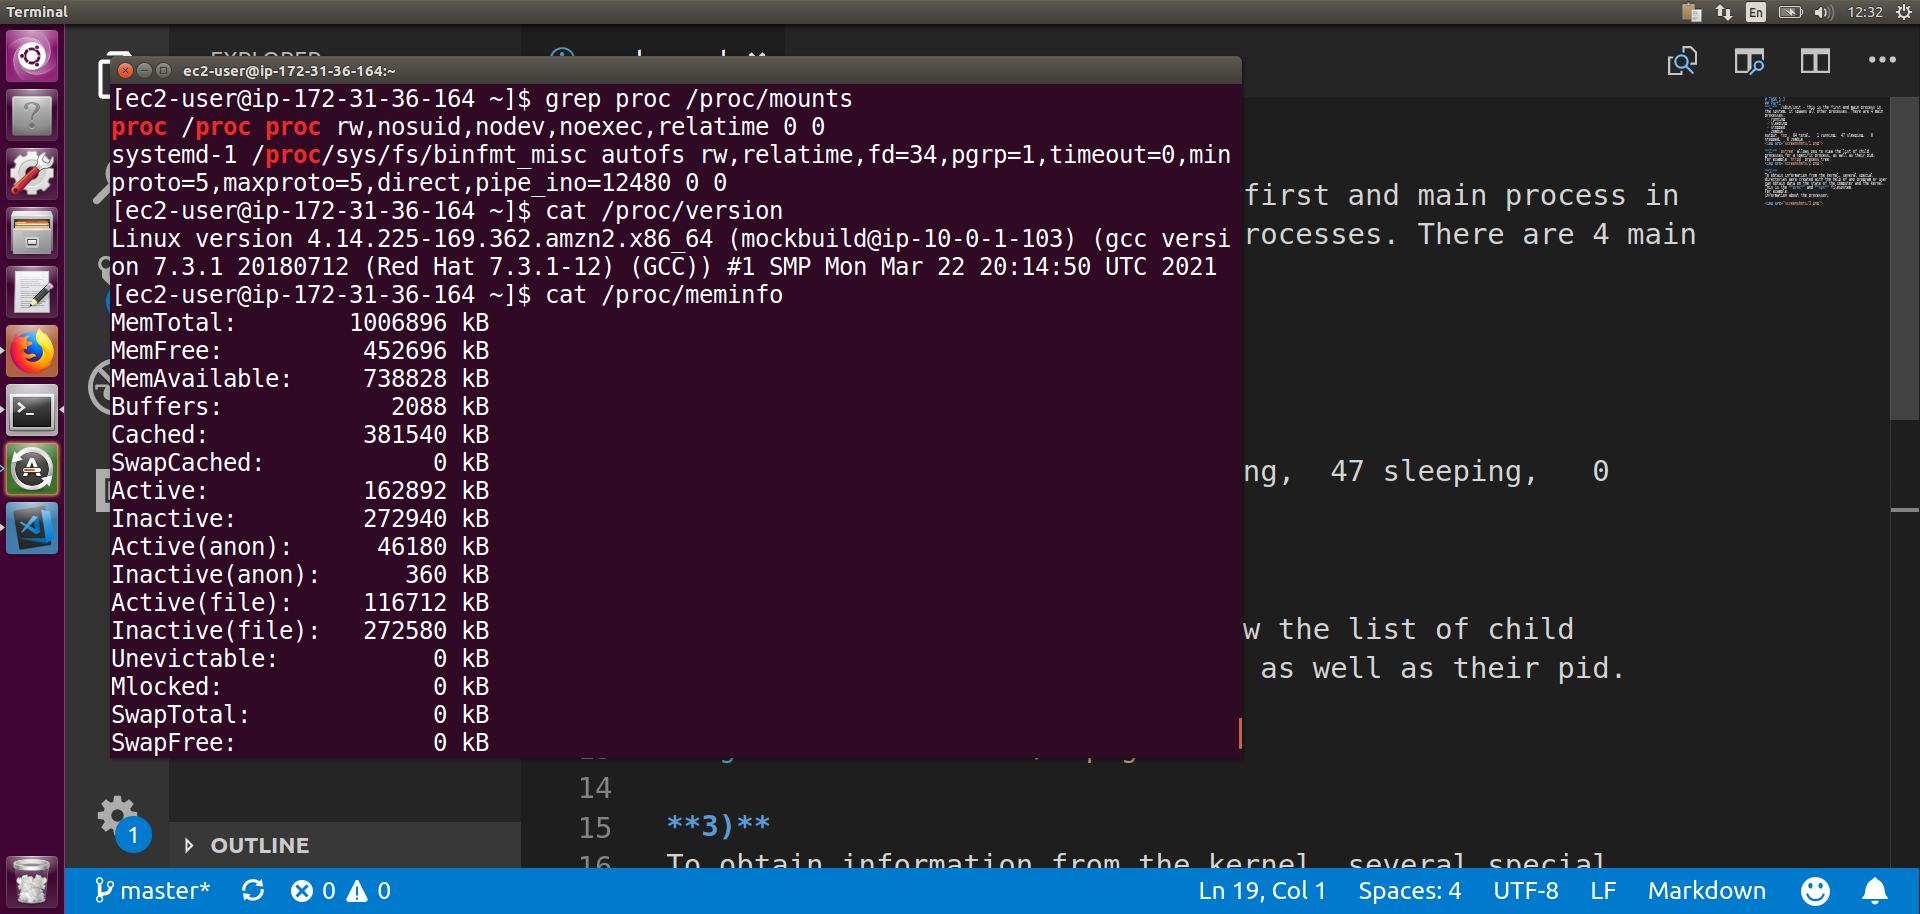 Terminal
En
12:32
EXPLORER
ec2-user@ip-172-31-36-164:~
[ec2-user@ip-172-31-36-164 ~]$ grep proc /proc/mounts
proc /proc proc rw,nosuid,nodev,noexec,relatime 0 0
systemd-1 /proc/sys/fs/binfmt_misc autofs rw,relatime,fd=34,pgrp=1,timeout=0,min
proto=5,maxproto=5,direct,pipe_ino=12480 0 0
[ec2-user@ip-172-31-36-164 ~]$ cat /proc/version
Linux version 4.14.225-169.362.amzn2.x86_64 (mockbuild@ip-10-0-1-103) (gcc versi
on 7.3.1 20180712 (Red Hat 7.3.1-12) (GCC)) #1 SMP Mon Mar 22 20:14:50 UTC 2021
[ec2-user@ip-172-31-36-164 ~]$ cat /proc/meminfo
MemTotal:        1006896 kB
MemFree:          452696 kB
MemAvailable:     738828 kB
Buffers:            2088 kB
Cached:           381540 kB
SwapCached:            0 kB
Active:           162892 kB
Inactive:         272940 kB
Active(anon):      46180 kB
Inactive(anon):      360 kB
Active(file):     116712 kB
Inactive(file):   272580 kB
Unevictable:           0 kB
Mlocked:               0 kB
SwapTotal:             0 kB
SwapFree:              0 kB
first and main process in
rocesses. There are 4 main
ng,  47 sleeping,   0
w the list of child
as well as their pid.
14
15 **3)**
16 To obtain information from the kernel, several special
1
OUTLINE
master* 0 0
Ln 19, Col 1 Spaces: 4 UTF-8 LF Markdown